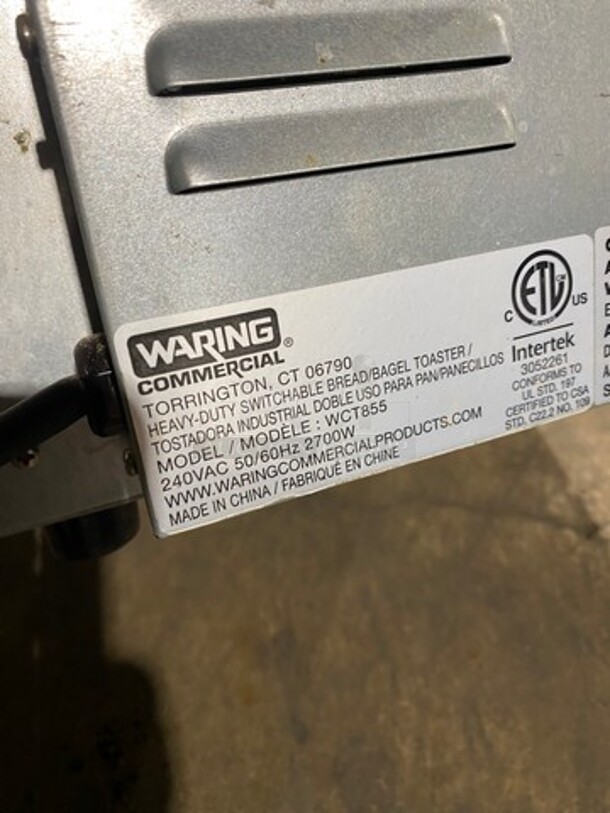 WARING
COMMERCIAL®
TORRINGTON, CT 06790
HEAVY-DUTY SWITCHABLE BREAD/BAGEL TOASTER /
TOSTADORA INDUSTRIAL DOBLE USO PARA PAN/PANECILLOS
MODEL / MODÈLE : WCT855
240VAC 50/60Hz 2700W
WWW.WARINGCOMMERCIALPRODUCTS.COM
MADE IN CHINA / FABRIQUÉ EN CHINE
ETL CM
LISTED
C US
Intertek
3052261
CONFORMS TO
UL STD. 197
CERTIFIED TO CSA
STD. C22.2 NO. 109